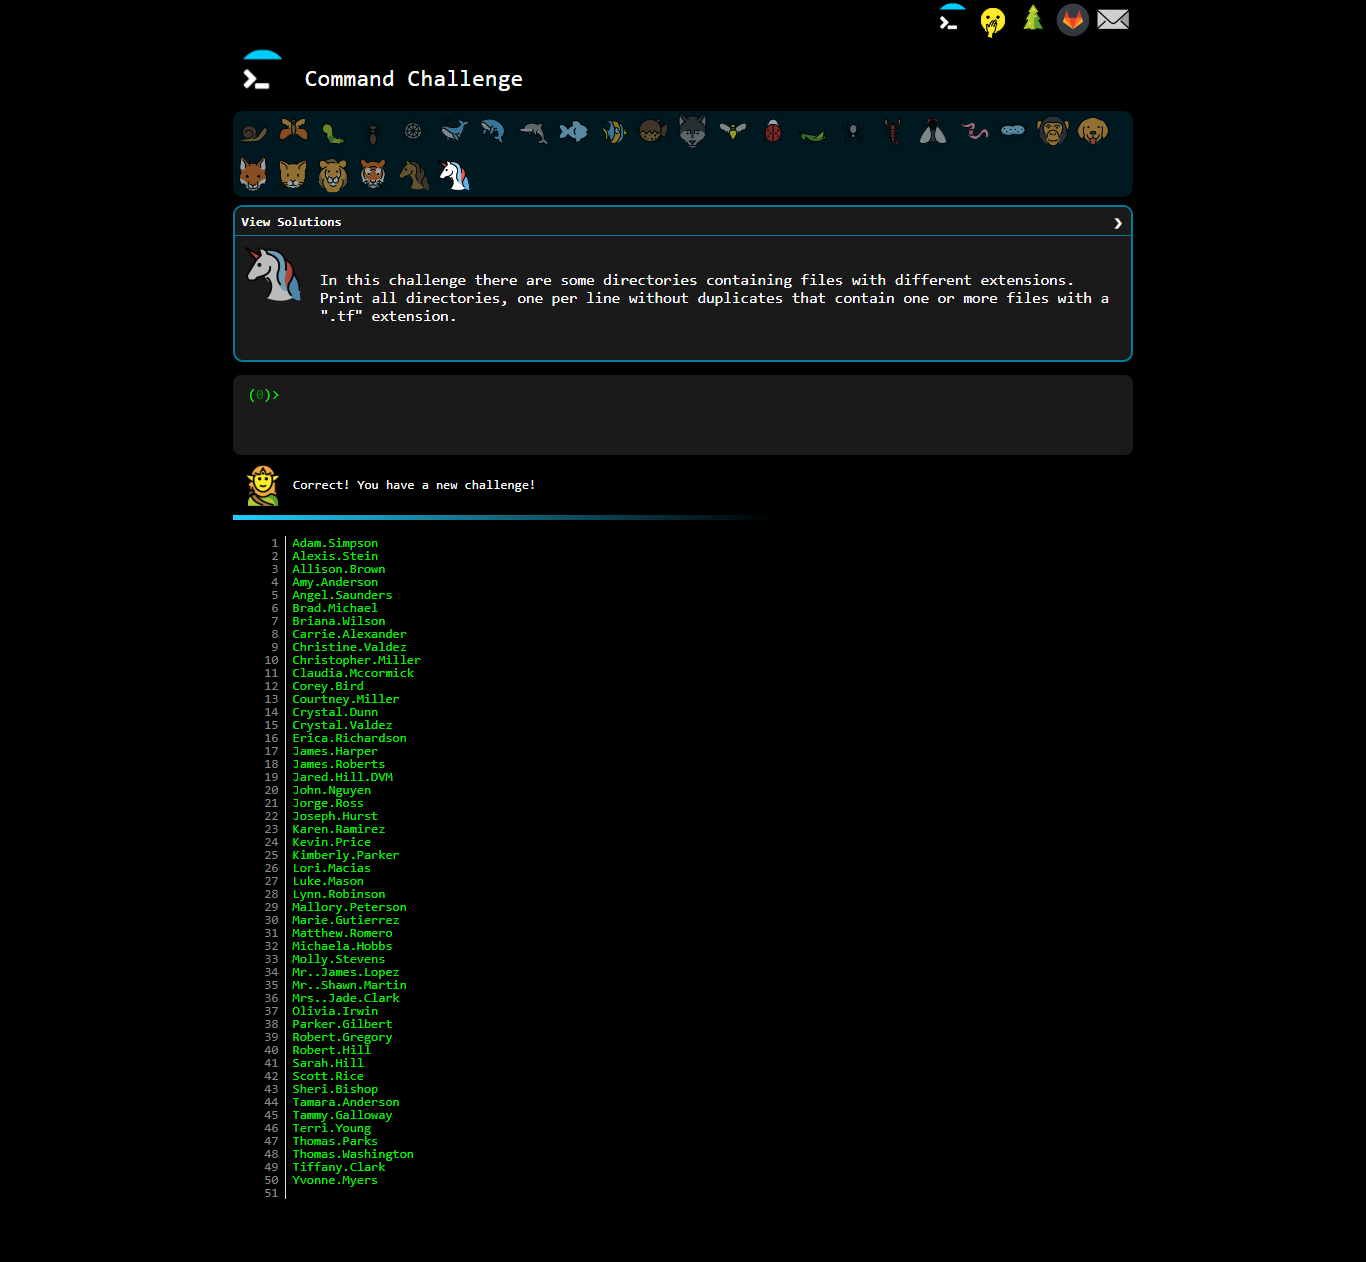 Command Challenge
View Solutions
In this challenge there are some directories containing files with different extensions.
Print all directories, one per line without duplicates that contain one or more files with a
".tf" extension.
(0)>
Correct! You have a new challenge!
1 Adam.Simpson
2 Alexis.Stein
3 Allison.Brown
4 Amy.Anderson
5 Angel.Saunders
6 Brad.Michael
7 Briana.Wilson
8 Carrie.Alexander
9 Christine.Valdez
10 Christopher.Miller
11 Claudia.Mccormick
12 Corey.Bird
13 Courtney.Miller
14 Crystal.Dunn
15 Crystal.Valdez
16 Erica.Richardson
17 James.Harper
18 James.Roberts
19 Jared.Hill.DVM
20 John.Nguyen
21 Jorge.Ross
22 Joseph.Hurst
23 Karen.Ramirez
24 Kevin.Price
25 Kimberly.Parker
26 Lori.Macias
27 Luke.Mason
28 Lynn.Robinson
29 Mallory.Peterson
30 Marie.Gutierrez
31 Matthew.Romero
32 Michaela.Hobbs
33 Molly.Stevens
34 Mr..James.Lopez
35 Mr..Shawn.Martin
36 Mrs..Jade.Clark
37 Olivia.Irwin
38 Parker.Gilbert
39 Robert.Gregory
40 Robert.Hill
41 Sarah.Hill
42 Scott.Rice
43 Sheri.Bishop
44 Tamara.Anderson
45 Tammy.Galloway
46 Terri.Young
47 Thomas.Parks
48 Thomas.Washington
49 Tiffany.Clark
50 Yvonne.Myers
51